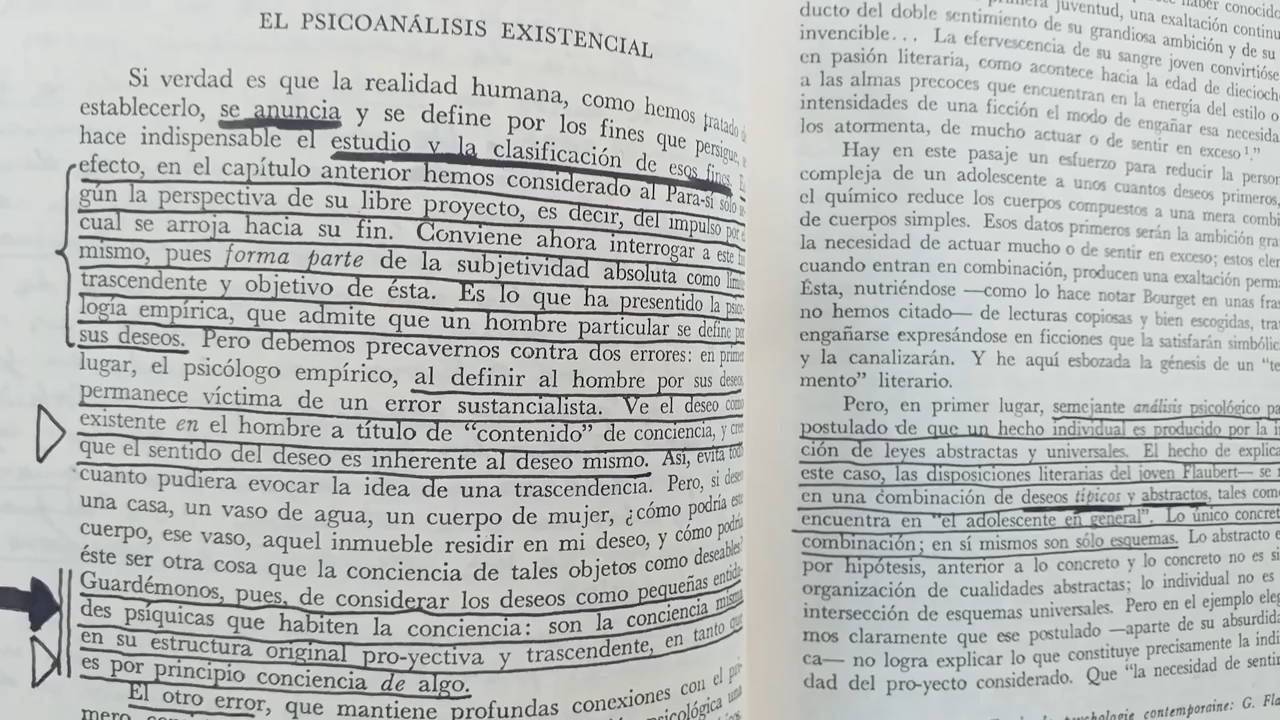 EL PSICOANÁLISIS EXISTENCIAL
Si verdad es que la realidad humana, como hemos tratado
establecerlo, se anuncia y se define por los fines que persigue,
hace indispensable el estudio y la clasificación de esos fines.
efecto, en el capítulo anterior hemos considerado al Para-sí sólo
gún la perspectiva de su libre proyecto, es decir, del impulso por
cual se arroja hacia su fin. Conviene ahora interrogar a este
mismo, pues forma parte de la subjetividad absoluta como
trascendente y objetivo de ésta. Es lo que ha presentido la
logía empírica, que admite que un hombre particular se define por
sus deseos. Pero debemos precavernos contra dos errores: en
lugar, el psicólogo empírico, al definir al hombre por sus deseos
permanece víctima de un error sustancialista. Ve el deseo como
existente en el hombre a título de “contenido” de conciencia, y
que el sentido del deseo es inherente al deseo mismo. Así, evita
cuanto pudiera evocar la idea de una trascendencia. Pero, si
una casa, un vaso de agua, un cuerpo de mujer, ¿cómo podría
cuerpo, ese vaso, aquel inmueble residir en mi deseo, y cómo podría
éste ser otra cosa que la conciencia de tales objetos como deseables?
Guardémonos, pues, de considerar los deseos como pequeñas
des psíquicas que habiten la conciencia: son la conciencia misma
en su estructura original pro-yectiva y trascendente, en tanto que
es por principio conciencia de algo.
El otro error, que mantiene profundas conexiones con el
haber conocido
juventud, una exaltación
ducto del doble sentimiento de su grandiosa ambición y de su
invencible... La efervescencia de su sangre joven convirtióse
en pasión literaria, como acontece hacia la edad de
a las almas precoces que encuentran en la energía del estilo o
intensidades de una ficción el modo de engañar esa
los atormenta, de mucho actuar o de sentir en exceso¹.”
Hay en este pasaje un esfuerzo para reducir la
compleja de un adolescente a unos cuantos deseos primeros,
el químico reduce los cuerpos compuestos a una mera
de cuerpos simples. Esos datos primeros serán la ambición
la necesidad de actuar mucho o de sentir en exceso; estos
cuando entran en combinación, producen una exaltación
Ésta, nutriéndose —como lo hace notar Bourget en unas
no hemos citado— de lecturas copiosas y bien escogidas,
engañarse expresándose en ficciones que la satisfarán
y la canalizarán. Y he aquí esbozada la génesis de un
mento” literario.
Pero, en primer lugar, semejante análisis psicológico
postulado de que un hecho individual es producido por la
ción de leyes abstractas y universales. El hecho de
este caso, las disposiciones literarias del joven Flaubert— se
en una combinación de deseos típicos y abstractos, tales
encuentra en “el adolescente en general”. Lo único
combinación; en sí mismos son sólo esquemas. Lo abstracto
por hipótesis, anterior a lo concreto y lo concreto no es
organización de cualidades abstractas; lo individual no es
intersección de esquemas universales. Pero en el ejemplo
mos claramente que ese postulado —aparte de su
ca— no logra explicar lo que constituye precisamente la
dad del pro-yecto considerado. Que “la necesidad de
contemporaine: G.